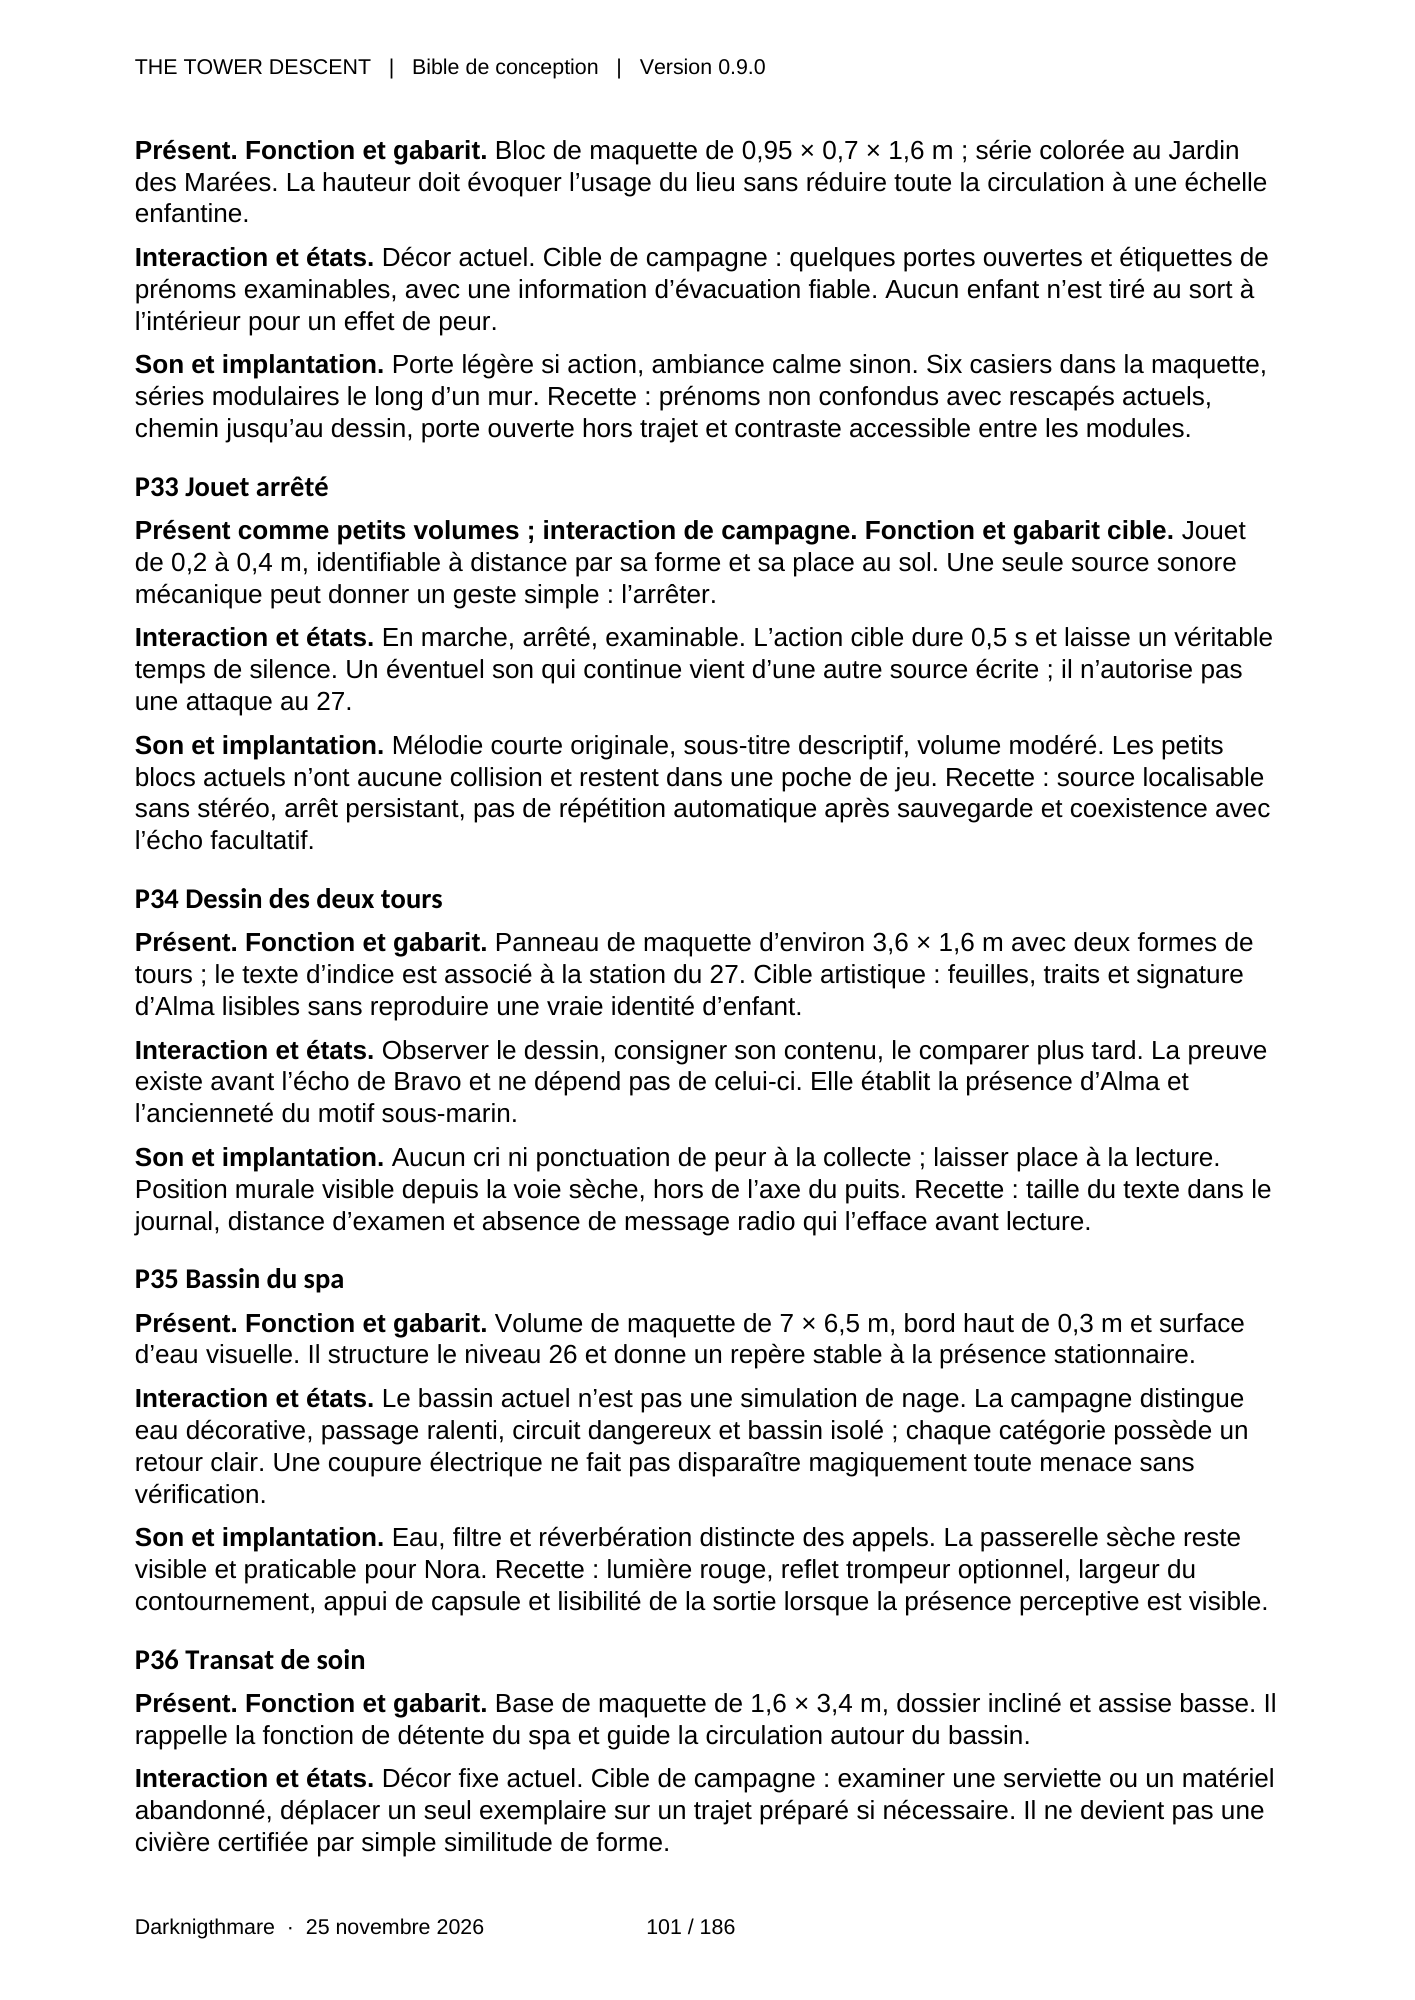 THE TOWER DESCENT | Bible de conception | Version 0.9.0
Présent. Fonction et gabarit. Bloc de maquette de 0,95 × 0,7 × 1,6 m ; série colorée au Jardin
des Marées. La hauteur doit évoquer l’usage du lieu sans réduire toute la circulation à une échelle
enfantine.
Interaction et états. Décor actuel. Cible de campagne : quelques portes ouvertes et étiquettes de
prénoms examinables, avec une information d’évacuation fiable. Aucun enfant n’est tiré au sort à
l’intérieur pour un effet de peur.
Son et implantation. Porte légère si action, ambiance calme sinon. Six casiers dans la maquette,
séries modulaires le long d’un mur. Recette : prénoms non confondus avec rescapés actuels,
chemin jusqu’au dessin, porte ouverte hors trajet et contraste accessible entre les modules.
P33 Jouet arrêté
Présent comme petits volumes ; interaction de campagne. Fonction et gabarit cible. Jouet
de 0,2 à 0,4 m, identifiable à distance par sa forme et sa place au sol. Une seule source sonore
mécanique peut donner un geste simple : l’arrêter.
Interaction et états. En marche, arrêté, examinable. L’action cible dure 0,5 s et laisse un véritable
temps de silence. Un éventuel son qui continue vient d’une autre source écrite ; il n’autorise pas
une attaque au 27.
Son et implantation. Mélodie courte originale, sous-titre descriptif, volume modéré. Les petits
blocs actuels n’ont aucune collision et restent dans une poche de jeu. Recette : source localisable
sans stéréo, arrêt persistant, pas de répétition automatique après sauvegarde et coexistence avec
l’écho facultatif.
P34 Dessin des deux tours
Présent. Fonction et gabarit. Panneau de maquette d’environ 3,6 × 1,6 m avec deux formes de
tours ; le texte d’indice est associé à la station du 27. Cible artistique : feuilles, traits et signature
d’Alma lisibles sans reproduire une vraie identité d’enfant.
Interaction et états. Observer le dessin, consigner son contenu, le comparer plus tard. La preuve
existe avant l’écho de Bravo et ne dépend pas de celui-ci. Elle établit la présence d’Alma et
l’ancienneté du motif sous-marin.
Son et implantation. Aucun cri ni ponctuation de peur à la collecte ; laisser place à la lecture.
Position murale visible depuis la voie sèche, hors de l’axe du puits. Recette : taille du texte dans le
journal, distance d’examen et absence de message radio qui l’efface avant lecture.
P35 Bassin du spa
Présent. Fonction et gabarit. Volume de maquette de 7 × 6,5 m, bord haut de 0,3 m et surface
d’eau visuelle. Il structure le niveau 26 et donne un repère stable à la présence stationnaire.
Interaction et états. Le bassin actuel n’est pas une simulation de nage. La campagne distingue
eau décorative, passage ralenti, circuit dangereux et bassin isolé ; chaque catégorie possède un
retour clair. Une coupure électrique ne fait pas disparaître magiquement toute menace sans
vérification.
Son et implantation. Eau, filtre et réverbération distincte des appels. La passerelle sèche reste
visible et praticable pour Nora. Recette : lumière rouge, reflet trompeur optionnel, largeur du
contournement, appui de capsule et lisibilité de la sortie lorsque la présence perceptive est visible.
P36 Transat de soin
Présent. Fonction et gabarit. Base de maquette de 1,6 × 3,4 m, dossier incliné et assise basse. Il
rappelle la fonction de détente du spa et guide la circulation autour du bassin.
Interaction et états. Décor fixe actuel. Cible de campagne : examiner une serviette ou un matériel
abandonné, déplacer un seul exemplaire sur un trajet préparé si nécessaire. Il ne devient pas une
civière certifiée par simple similitude de forme.
Darknigthmare · 25 novembre 2026 101 / 186